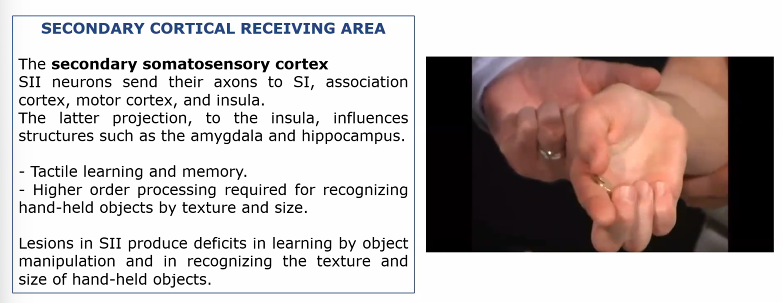 SECONDARY CORTICAL RECEIVING AREA
The secondary somatosensory cortex
SII neurons send their axons to SI, association
cortex, motor cortex, and insula.
The latter projection, to the insula, influences
structures such as the amygdala and hippocampus.
- Tactile learning and memory.
- Higher order processing required for recognizing
hand-held objects by texture and size.
Lesions in SII produce deficits in learning by object
manipulation and in recognizing the texture and
size of hand-held objects.